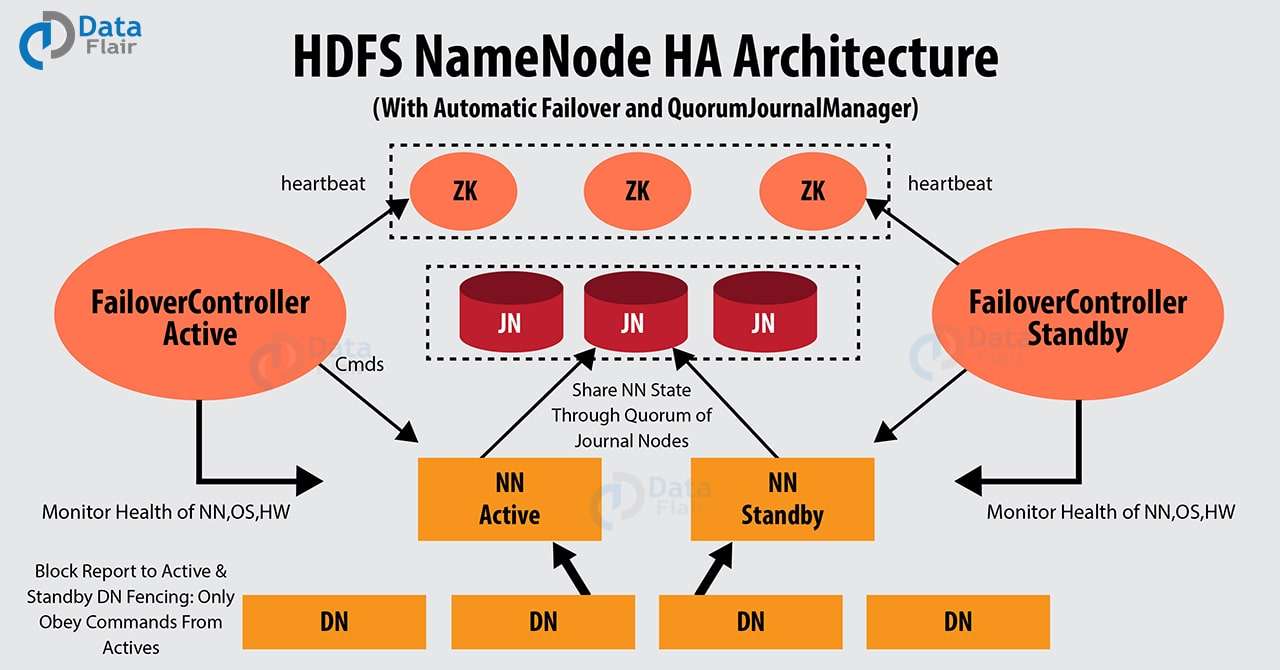 Data
Flair
HDFS NameNode HA Architecture
(With Automatic Failover and QuorumJournalManager)
heartbeat
ZK
ZK
ZK
heartbeat
FailoverController
Active
JN
JN
JN
FailoverController
Standby
Data
Flair
Data
Flair
Cmds
Share NN State
Through Quorum of
Journal Nodes
NN
Active
NN
Standby
Data
Flair
Monitor Health of NN,OS,HW
Monitor Health of NN,OS,HW
Block Report to Active &
Standby DN Fencing: Only
Obey Commands From
Actives
DN
DN
DN
DN